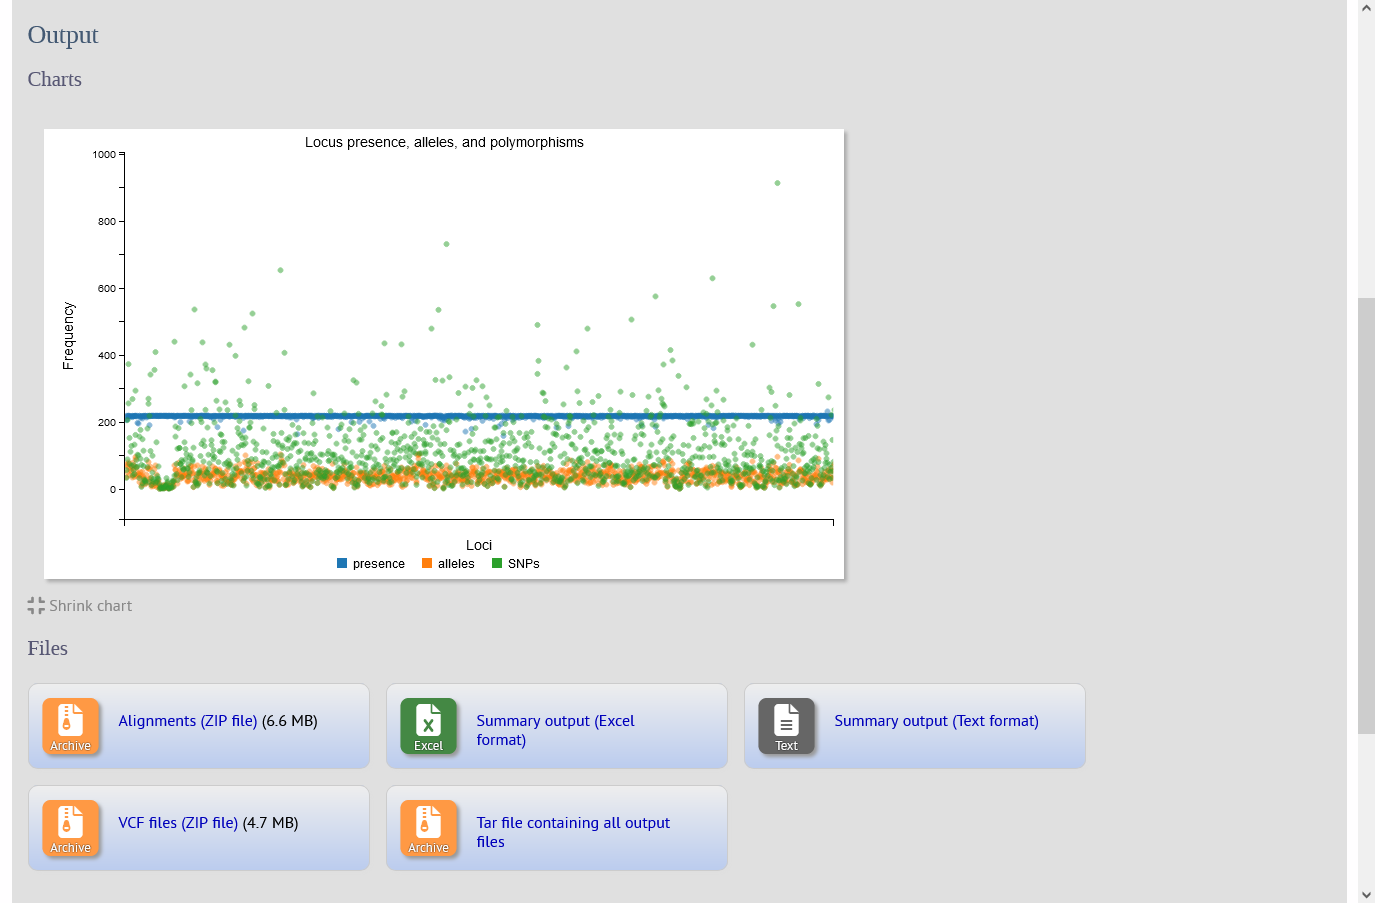 Output
Charts
Locus presence, alleles, and polymorphisms
1000
800
600
400
200
0
Frequency
Loci
presence alleles SNPs
Shrink chart
Files
Archive
Alignments (ZIP file) (6.6 MB)
Excel
Summary output (Excel
format)
Text
Summary output (Text format)
Archive
VCF files (ZIP file) (4.7 MB)
Archive
Tar file containing all output
files